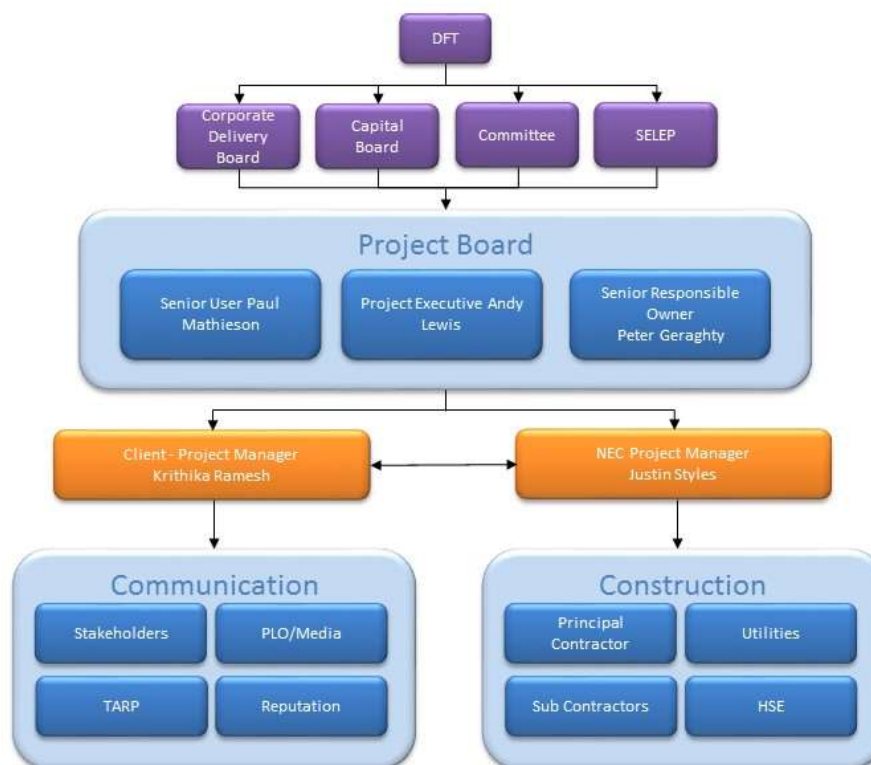 DFT
Corporate
Delivery
Board
Capital
Board
Committee
SELEP
Project Board
Senior User Paul
Mathieson
Project Executive Andy
Lewis
Senior Responsible
Owner
Peter Geraghty
Client - Project Manager
Krithika Ramesh
NEC Project Manager
Justin Styles
Communication
Stakeholders
PLO/Media
TARP
Reputation
Construction
Principal
Contractor
Utilities
Sub Contractors
HSE